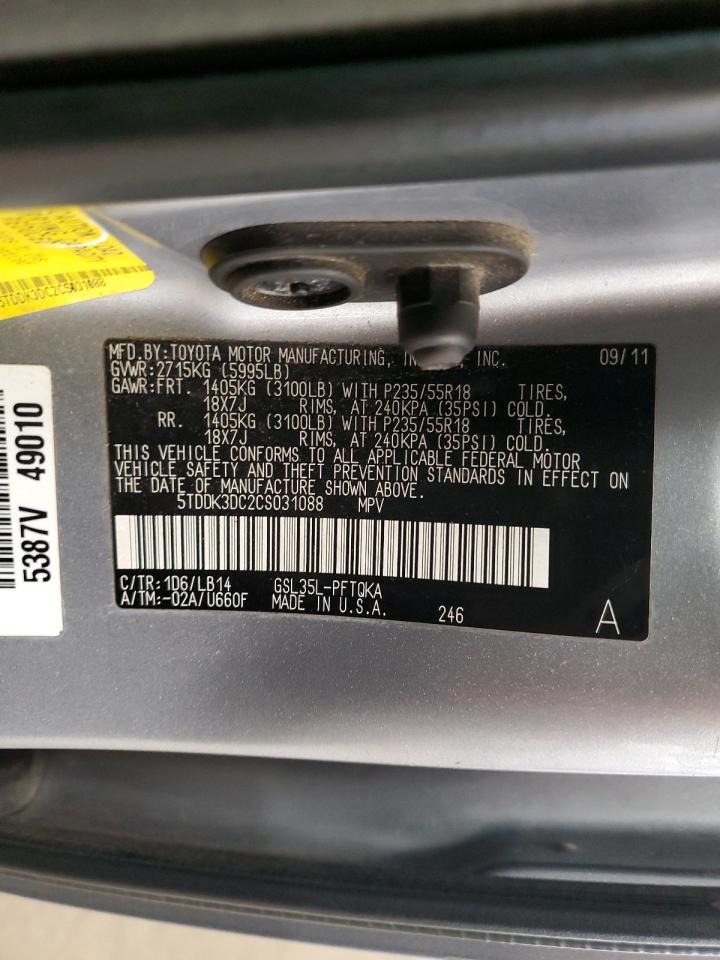 5TDDK3DC2CS031088
5387V 49010
MFD.BY: TOYOTA MOTOR MANUFACTURING, INC. 09/11
GVWR: 2715KG (5995LB)
GAWR: FRT. 1405KG (3100LB) WITH P235/55R18 TIRES,
18X7J RIMS, AT 240KPA (35PSI) COLD.
RR. 1405KG (3100LB) WITH P235/55R18 TIRES,
18X7J RIMS, AT 240KPA (35PSI) COLD.
THIS VEHICLE CONFORMS TO ALL APPLICABLE FEDERAL MOTOR
VEHICLE SAFETY AND THEFT PREVENTION STANDARDS IN EFFECT ON
THE DATE OF MANUFACTURE SHOWN ABOVE.
5TDDK3DC2CS031088 MPV
C/TR: 1D6/LB14 GSL35L-PFTQKA
A/TM:-02A/U660F MADE IN U.S.A. 246 A